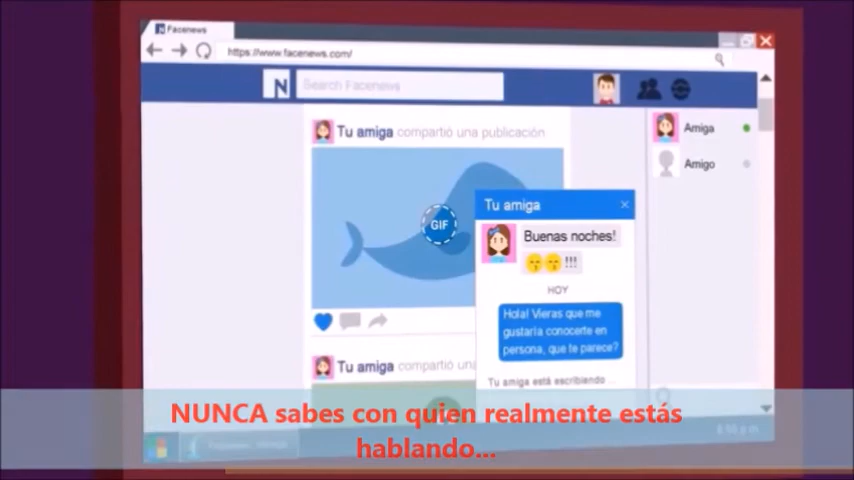 Facenews
https://www.facenews.com/
N
Search Facenews
Tu amiga compartió una publicación
Amiga
Amigo
GIF
Tu amiga
Buenas noches!
!!!
HOY
Hola! Vieras que me
gustaría conocerte en
persona, que te parece?
Tu amiga está escribiendo ...
Tu amiga compartió una
NUNCA sabes con quien realmente estás
hablando...